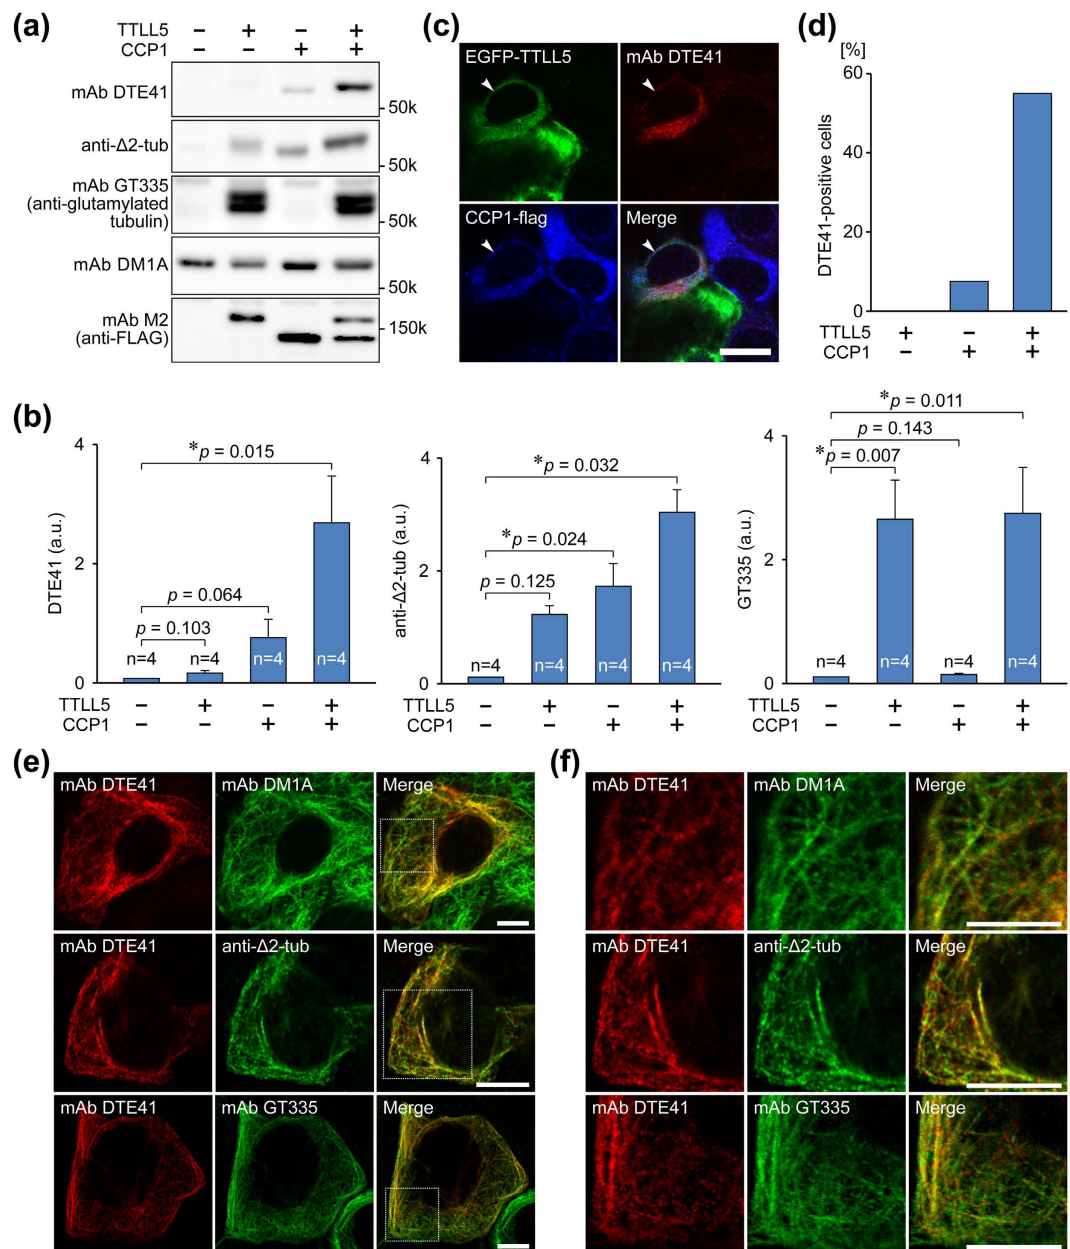 (a)
TTLL5 – + – +
CCP1 – – + +
mAb DTE41
50k
anti-Δ2-tub
50k
mAb GT335
(anti-glutamylated
tubulin)
50k
mAb DM1A
50k
mAb M2
(anti-FLAG)
150k
(c)
EGFP-TTLL5
mAb DTE41
CCP1-flag
Merge
(d)
[%]
60
40
20
0
DTE41-positive cells
TTLL5 + – +
CCP1 – + +
(b)
4
2
0
DTE41 (a.u.)
*p = 0.015
p = 0.064
p = 0.103
n=4 n=4 n=4 n=4
TTLL5 – + – +
CCP1 – – + +
4
2
0
anti-Δ2-tub (a.u.)
*p = 0.032
*p = 0.024
p = 0.125
n=4 n=4 n=4 n=4
– + – +
– – + +
4
2
0
GT335 (a.u.)
*p = 0.011
p = 0.143
*p = 0.007
n=4 n=4 n=4 n=4
TTLL5 – + – +
CCP1 – – + +
(e)
mAb DTE41 mAb DM1A Merge
mAb DTE41 anti-Δ2-tub Merge
mAb DTE41 mAb GT335 Merge
(f)
mAb DTE41 mAb DM1A Merge
mAb DTE41 anti-Δ2-tub Merge
mAb DTE41 mAb GT335 Merge